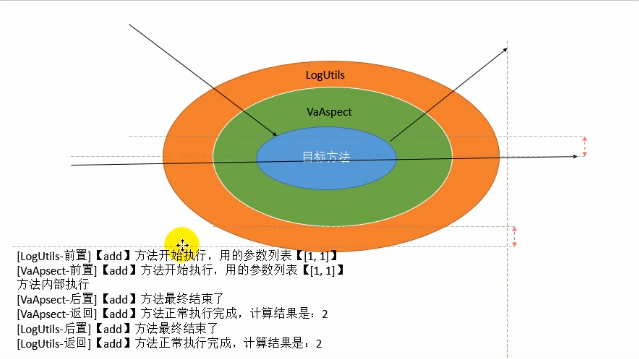 LogUtils
VaAspect
目标方法
[LogUtils-前置]【add】方法开始执行，用的参数列表【[1, 1]】
[VaApsect-前置]【add】方法开始执行，用的参数列表【[1, 1]】
方法内部执行
[VaApsect-后置]【add】方法最终结束了
[VaApsect-返回]【add】方法正常执行完成，计算结果是：2
[LogUtils-后置]【add】方法最终结束了
[LogUtils-返回]【add】方法正常执行完成，计算结果是：2